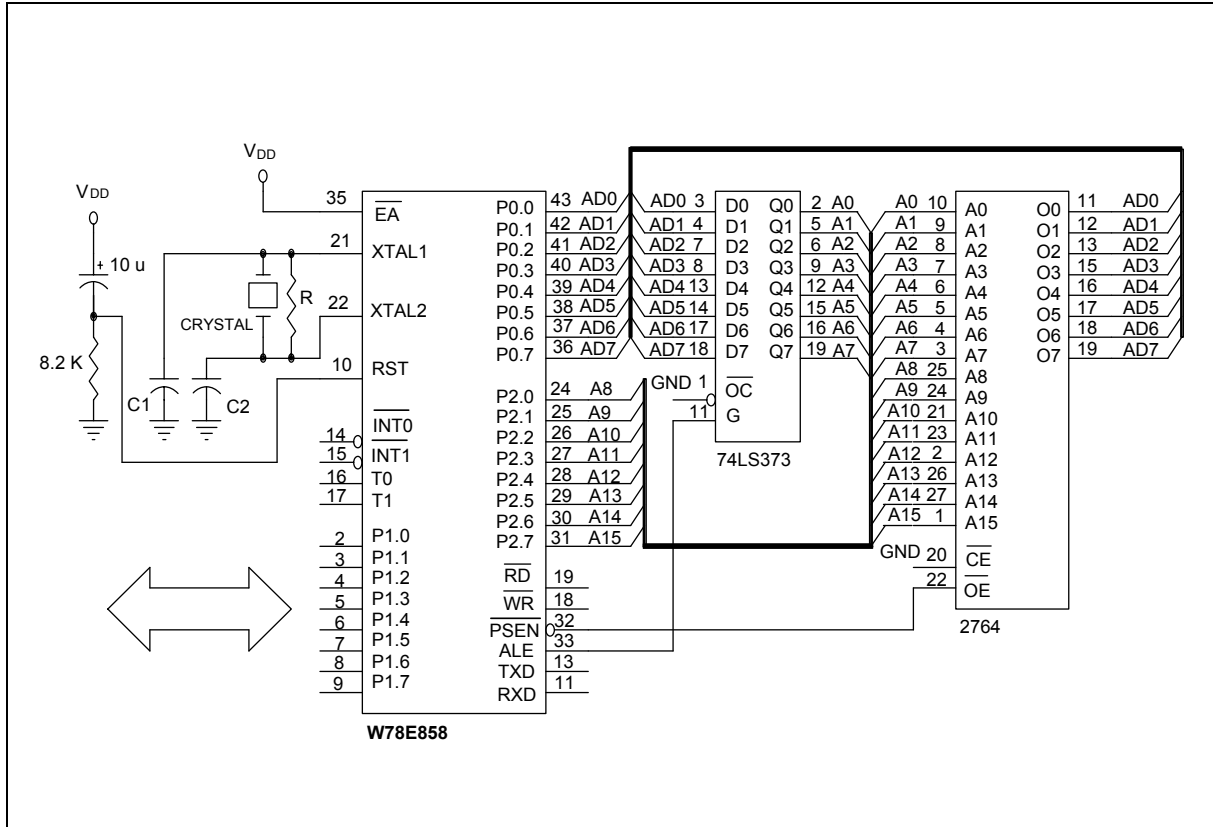 VDD
VDD
10 u
+
8.2 K
C1
C2
CRYSTAL
R
35
21
22
10
14
15
16
17
2
3
4
5
6
7
8
9
EA
XTAL1
XTAL2
RST
INT0
INT1
T0
T1
P1.0
P1.1
P1.2
P1.3
P1.4
P1.5
P1.6
P1.7
P0.0 43 AD0
P0.1 42 AD1
P0.2 41 AD2
P0.3 40 AD3
P0.4 39 AD4
P0.5 38 AD5
P0.6 37 AD6
P0.7 36 AD7
P2.0 24 A8
P2.1 25 A9
P2.2 26 A10
P2.3 27 A11
P2.4 28 A12
P2.5 29 A13
P2.6 30 A14
P2.7 31 A15
RD 19
WR 18
PSEN 32
ALE 33
TXD 13
RXD 11
W78E858
AD0 3 D0 Q0 2 A0
AD1 4 D1 Q1 5 A1
AD2 7 D2 Q2 6 A2
AD3 8 D3 Q3 9 A3
AD4 13 D4 Q4 12 A4
AD5 14 D5 Q5 15 A5
AD6 17 D6 Q6 16 A6
AD7 18 D7 Q7 19 A7
GND 1 OC
11 G
74LS373
A0 10 A0 O0 11 AD0
A1 9 A1 O1 12 AD1
A2 8 A2 O2 13 AD2
A3 7 A3 O3 15 AD3
A4 6 A4 O4 16 AD4
A5 5 A5 O5 17 AD5
A6 4 A6 O6 18 AD6
A7 3 A7 O7 19 AD7
A8 25 A8
A9 24 A9
A10 21 A10
A11 23 A11
A12 2 A12
A13 26 A13
A14 27 A14
A15 1 A15
GND 20 CE
22 OE
2764